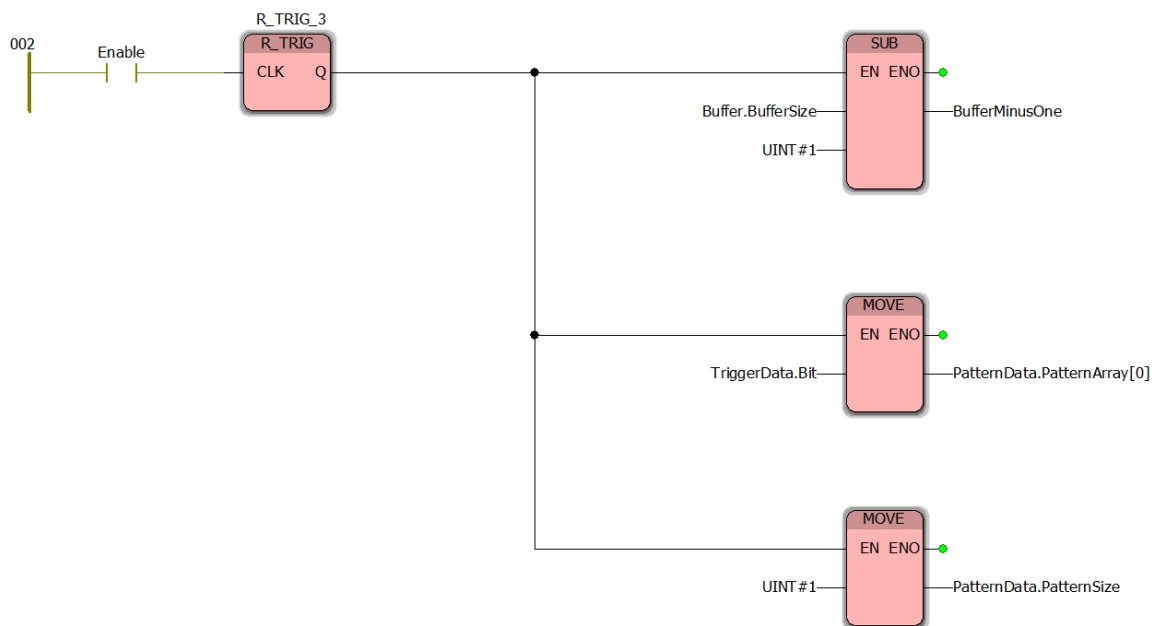 R_TRIG_3
002
Enable
R_TRIG
CLK Q
SUB
EN ENO
Buffer.BufferSize
BufferMinusOne
UINT#1
MOVE
EN ENO
TriggerData.Bit
PatternData.PatternArray[0]
MOVE
EN ENO
UINT#1
PatternData.PatternSize